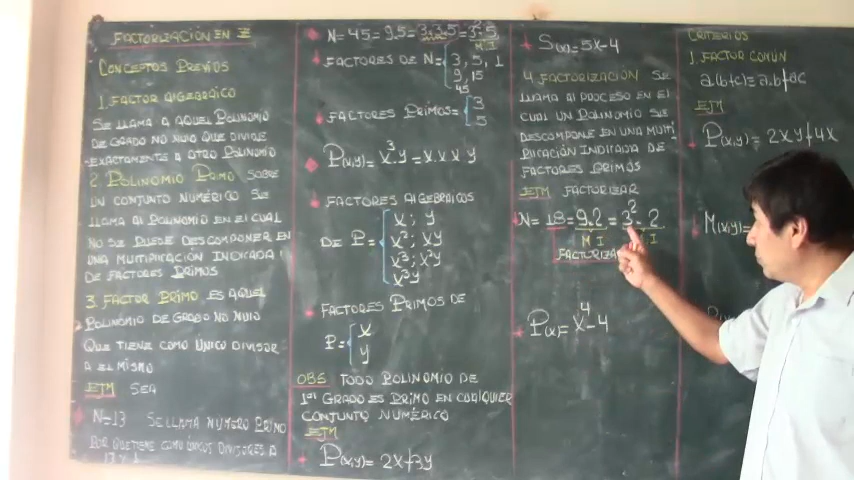 FACTORIZACIÓN EN Z
CONCEPTOS PREVIOS
1. FACTOR ALGEBRAICO
SE LLAMA A AQUEL POLINOMIO
DE GRADO NO NULO QUE DIVIDE
EXACTAMENTE A OTRO POLINOMIO
2. POLINOMIO PRIMO SOBRE
UN CONJUNTO NUMÉRICO SE
LLAMA AL POLINOMIO EN EL CUAL
NO SE PUEDE DESCOMPONER EN
UNA MULTIPLICACIÓN INDICADA
DE FACTORES PRIMOS
3. FACTOR PRIMO ES AQUEL
POLINOMIO DE GRADO NO NULO
QUE TIENE COMO ÚNICO DIVISOR
A EL MISMO
EJM SEA
N=13 SE LLAMA NUMERO PRIMO
POR QUE TIENE COMO ÚNICOS DIVISORES A
13 Y 1
N=45=9.5=3.3.5=3².5
M I
FACTORES DE N= 3, 5, 1
9, 15
45
FACTORES PRIMOS= 3
5
P(x,y)= x³.y = x.x.x y
FACTORES ALGEBRAICOS
DE P= x ; y
x² ; xy
x³ ; x²y
x³y
FACTORES PRIMOS DE
P= x
y
OBS TODO POLINOMIO DE
1er GRADO ES PRIMO EN CUALQUIER
CONJUNTO NUMÉRICO
EJM
P(x,y)= 2x+3y
S(x)=5x-4
4. FACTORIZACIÓN SE
LLAMA AL PROCESO EN EL
CUAL UN POLINOMIO SE
DESCOMPONE EN UNA MULTI
PLICACIÓN INDICADA DE
FACTORES PRIMOS
EJM FACTORIZAR
N=18=9.2=3².2
M I I
FACTORIZA
P(x)= x⁴-4
CRITERIOS
1. FACTOR COMÚN
a(b+c)=a.b+ac
EJM
P(x,y)= 2xy+4x
M(x,y)=